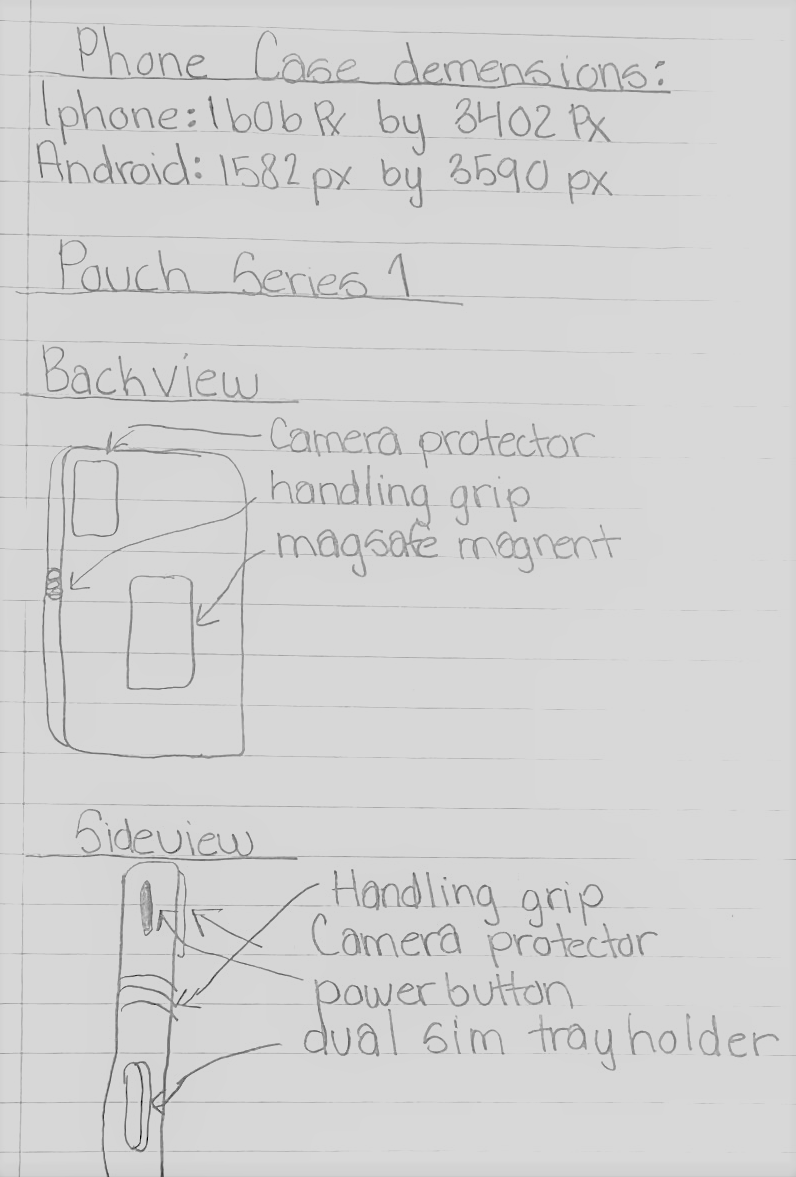 Phone Case demensions:
Iphone: 1606 Px by 3402 Px
Android: 1582 px by 3590 px
Pouch Series 1
Backview
Camera protector
handling grip
magsafe magnent
Sideview
Handling grip
Camera protector
power button
dual sim tray holder